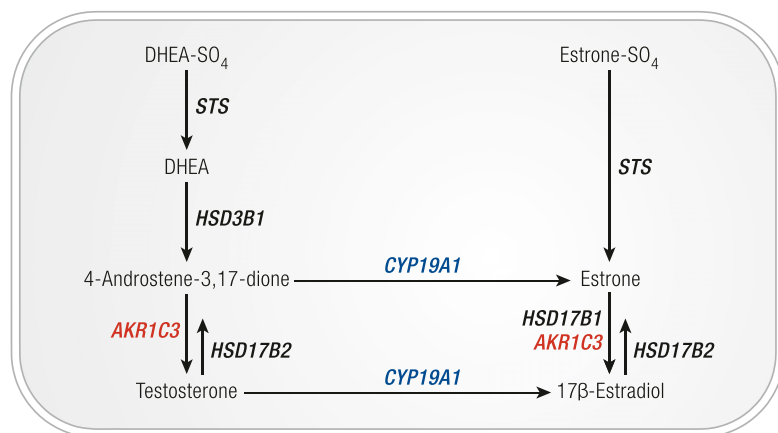 DHEA-SO4
Estrone-SO4
STS
DHEA
STS
HSD3B1
4-Androstene-3,17-dione
CYP19A1
Estrone
AKR1C3
HSD17B2
HSD17B1
AKR1C3
HSD17B2
Testosterone
CYP19A1
17β-Estradiol